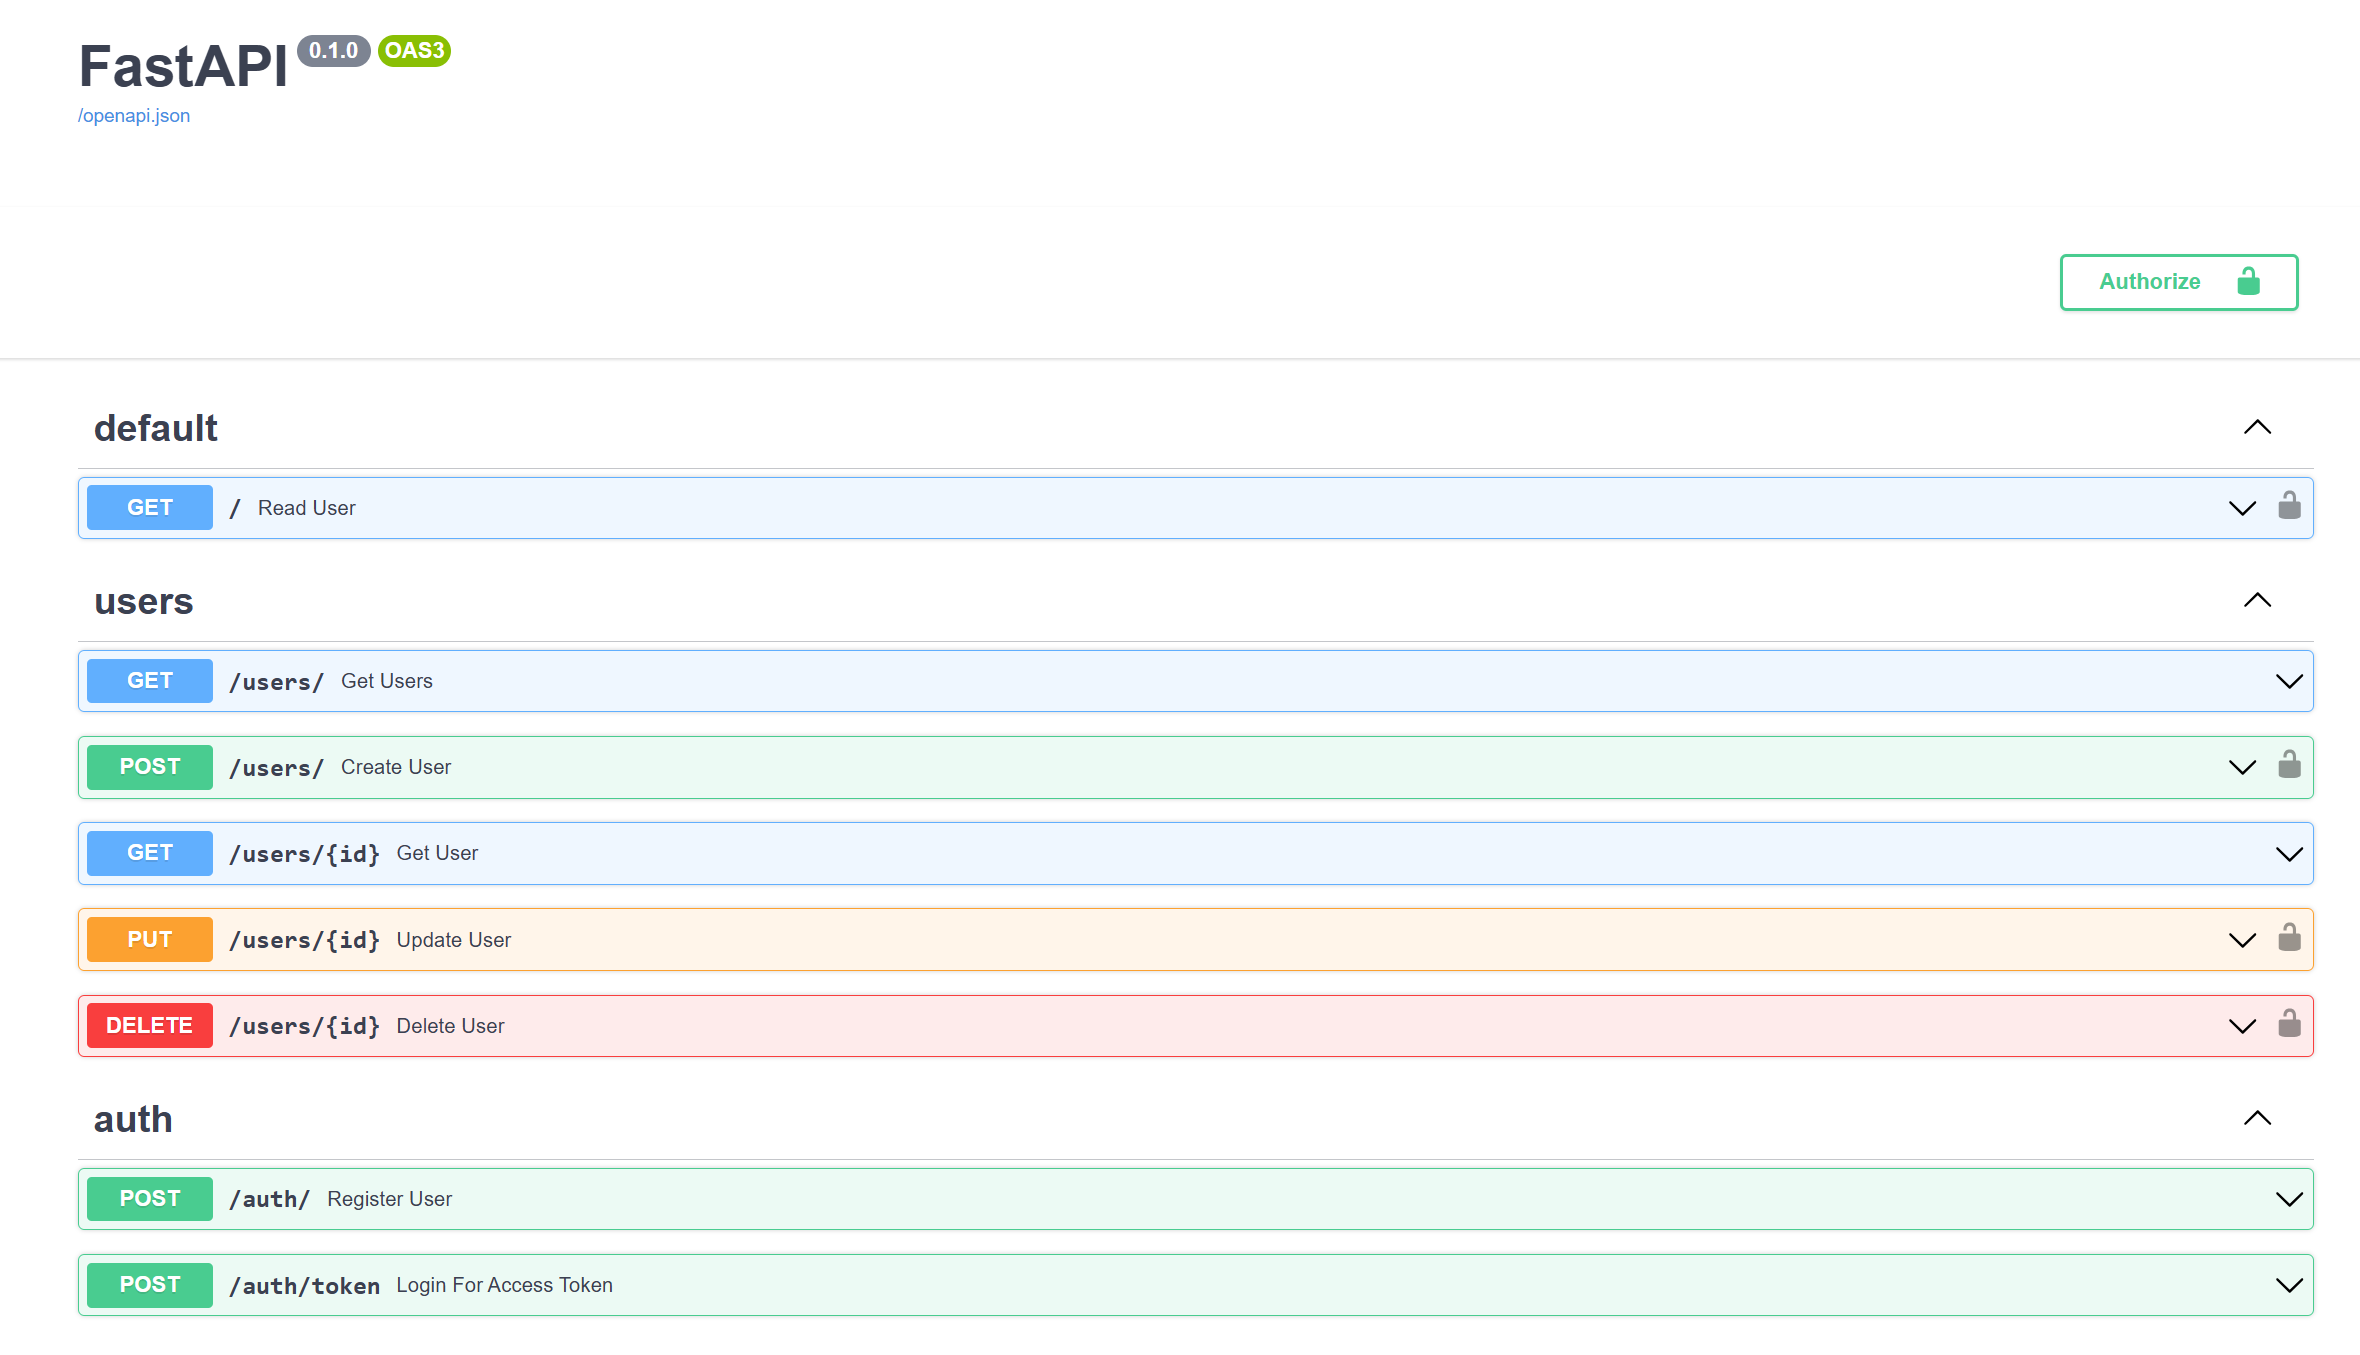 FastAPI 0.1.0 OAS3
/openapi.json
Authorize
default
GET / Read User
users
GET /users/ Get Users
POST /users/ Create User
GET /users/{id} Get User
PUT /users/{id} Update User
DELETE /users/{id} Delete User
auth
POST /auth/ Register User
POST /auth/token Login For Access Token